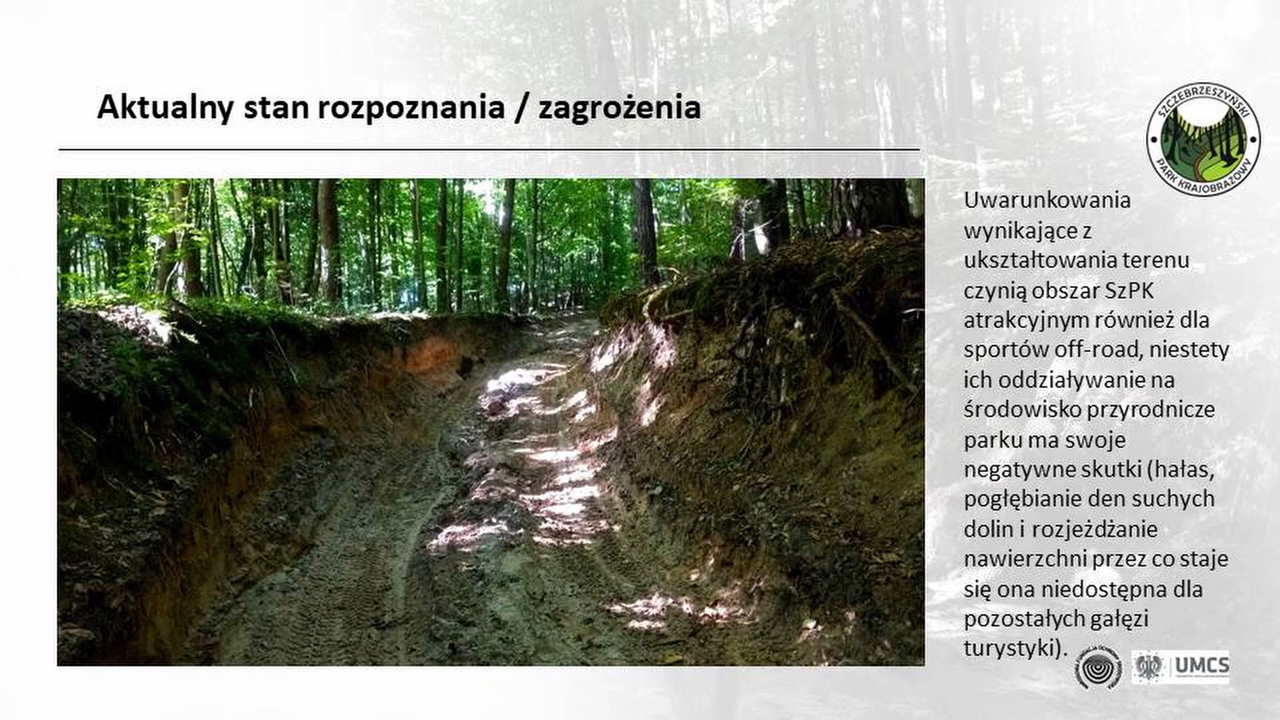 Aktualny stan rozpoznania / zagrożenia
SZCZEBRZESZYŃSKI
PARK KRAJOBRAZOWY
Uwarunkowania
wynikające z
ukształtowania terenu
czynią obszar SzPK
atrakcyjnym również dla
sportów off-road, niestety
ich oddziaływanie na
środowisko przyrodnicze
parku ma swoje
negatywne skutki (hałas,
pogłębianie den suchych
dolin i rozjeżdżanie
nawierzchni przez co staje
się ona niedostępna dla
pozostałych gałęzi
turystyki).
UMCS